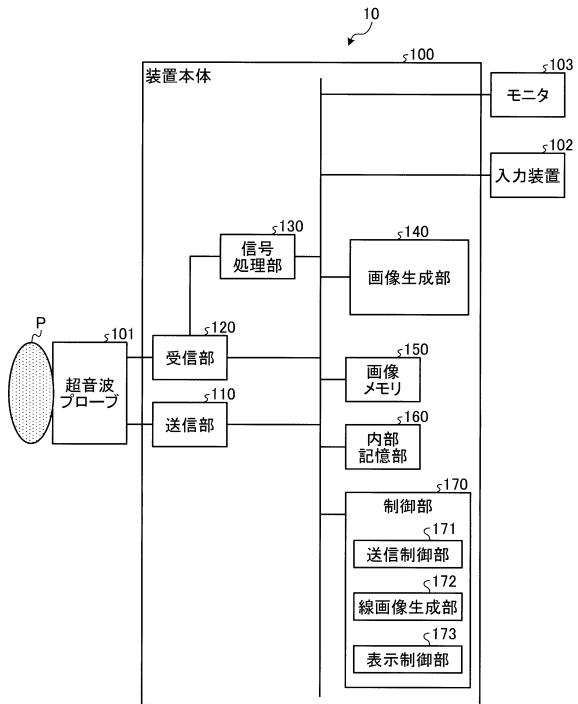 10
100
装置本体
103
モニタ
102
入力装置
130
信号
処理部
140
画像生成部
P
101
超音波
プローブ
120
受信部
150
画像
メモリ
110
送信部
160
内部
記憶部
170
制御部
171
送信制御部
172
線画像生成部
173
表示制御部